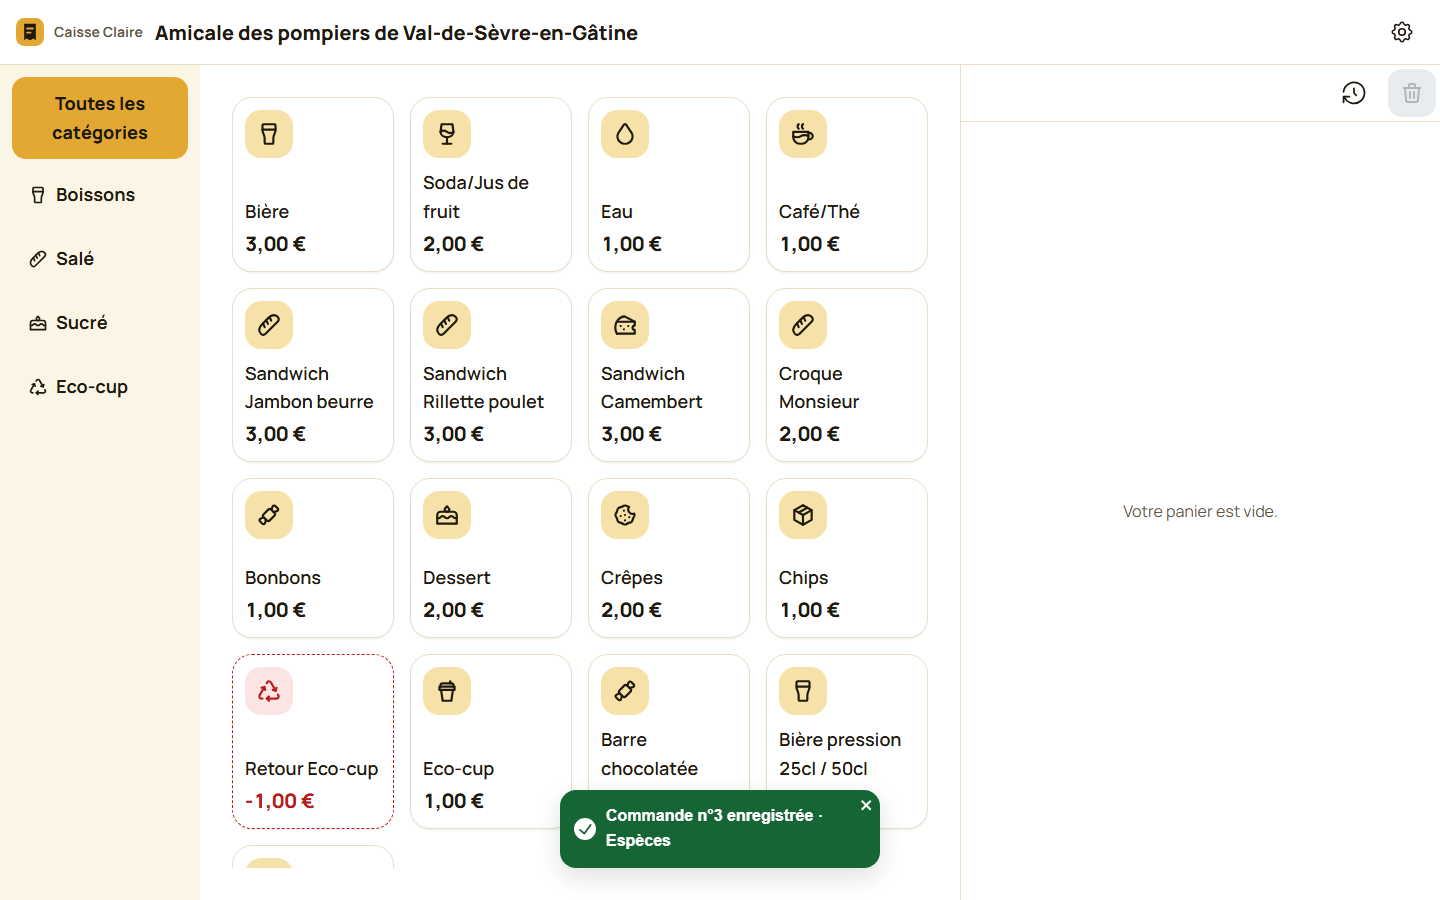 Caisse Claire
Amicale des pompiers de Val-de-Sèvre-en-Gâtine
Toutes les
catégories
Boissons
Salé
Sucré
Eco-cup
Bière
3,00 €
Soda/Jus de
fruit
2,00 €
Eau
1,00 €
Café/Thé
1,00 €
Sandwich
Jambon beurre
3,00 €
Sandwich
Rillette poulet
3,00 €
Sandwich
Camembert
3,00 €
Croque
Monsieur
2,00 €
Bonbons
1,00 €
Dessert
2,00 €
Crêpes
2,00 €
Chips
1,00 €
Retour Eco-cup
-1,00 €
Eco-cup
1,00 €
Barre
chocolatée
Bière pression
25cl / 50cl
Votre panier est vide.
Commande n°3 enregistrée ·
Espèces